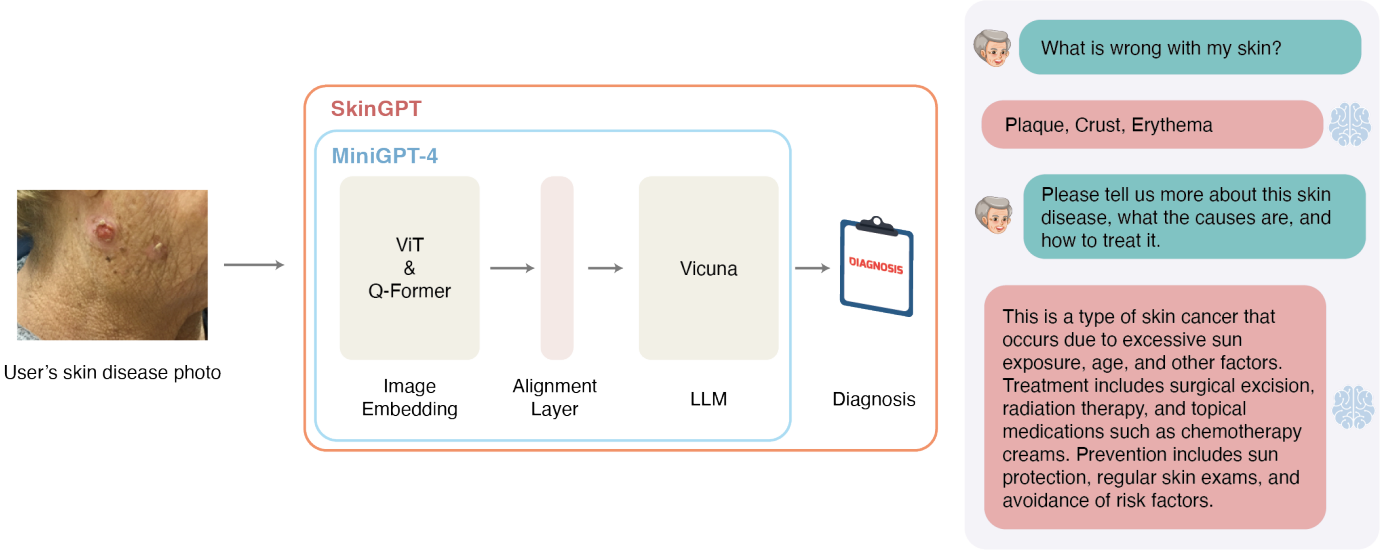 SkinGPT
MiniGPT-4
ViT
&
Q-Former
Vicuna
DIAGNOSIS
User's skin disease photo
Image
Embedding
Alignment
Layer
LLM
Diagnosis
What is wrong with my skin?
Plaque, Crust, Erythema
Please tell us more about this skin
disease, what the causes are, and
how to treat it.
This is a type of skin cancer that
occurs due to excessive sun
exposure, age, and other factors.
Treatment includes surgical excision,
radiation therapy, and topical
medications such as chemotherapy
creams. Prevention includes sun
protection, regular skin exams, and
avoidance of risk factors.